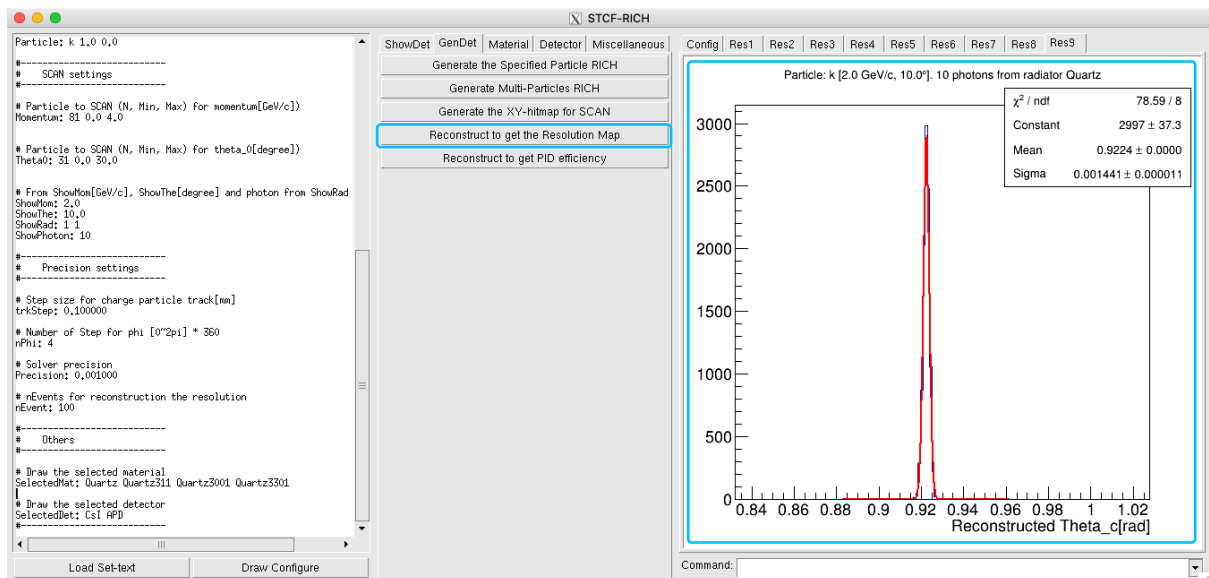 STCF-RICH
Particle: k 1.0 0.0
#---------------------------
# SCAN settings
#---------------------------
# Particle to SCAN (N, Min, Max) for momentum[GeV/c])
Momentum: 81 0.0 4.0
# Particle to SCAN (N, Min, Max) for theta_0[degree])
Theta0: 31 0.0 30.0
# From ShowMom[GeV/c], ShowThe[degree] and photon from ShowRad
ShowMom: 2.0
ShowThe: 10.0
ShowRad: 1 1
ShowPhoton: 10
#---------------------------
# Precision settings
#---------------------------
# Step size for charge particle track[mm]
trkStep: 0.100000
# Number of Step for phi [0~2pi] * 360
nPhi: 4
# Solver precision
Precision: 0.001000
# nEvents for reconstruction the resolution
nEvent: 100
#---------------------------
# Others
#---------------------------
# Draw the selected material
SelectedMat: Quartz Quartz311 Quartz3001 Quartz3301
# Draw the selected detector
SelectedDet: CsI APD
#---------------------------
Load Set-text Draw Configure
ShowDet GenDet Material Detector Miscellaneous
Generate the Specified Particle RICH
Generate Multi-Particles RICH
Generate the XY-hitmap for SCAN
Reconstruct to get the Resolution Map
Reconstruct to get PID efficiency
Config Res1 Res2 Res3 Res4 Res5 Res6 Res7 Res8 Res9
Particle: k [2.0 GeV/c, 10.0°]. 10 photons from radiator Quartz
χ² / ndf 78.59 / 8
Constant 2997 ± 37.3
Mean 0.9224 ± 0.0000
Sigma 0.001441 ± 0.000011
3000
2500
2000
1500
1000
500
0
0.84 0.86 0.88 0.9 0.92 0.94 0.96 0.98 1 1.02
Reconstructed Theta_c[rad]
Command: